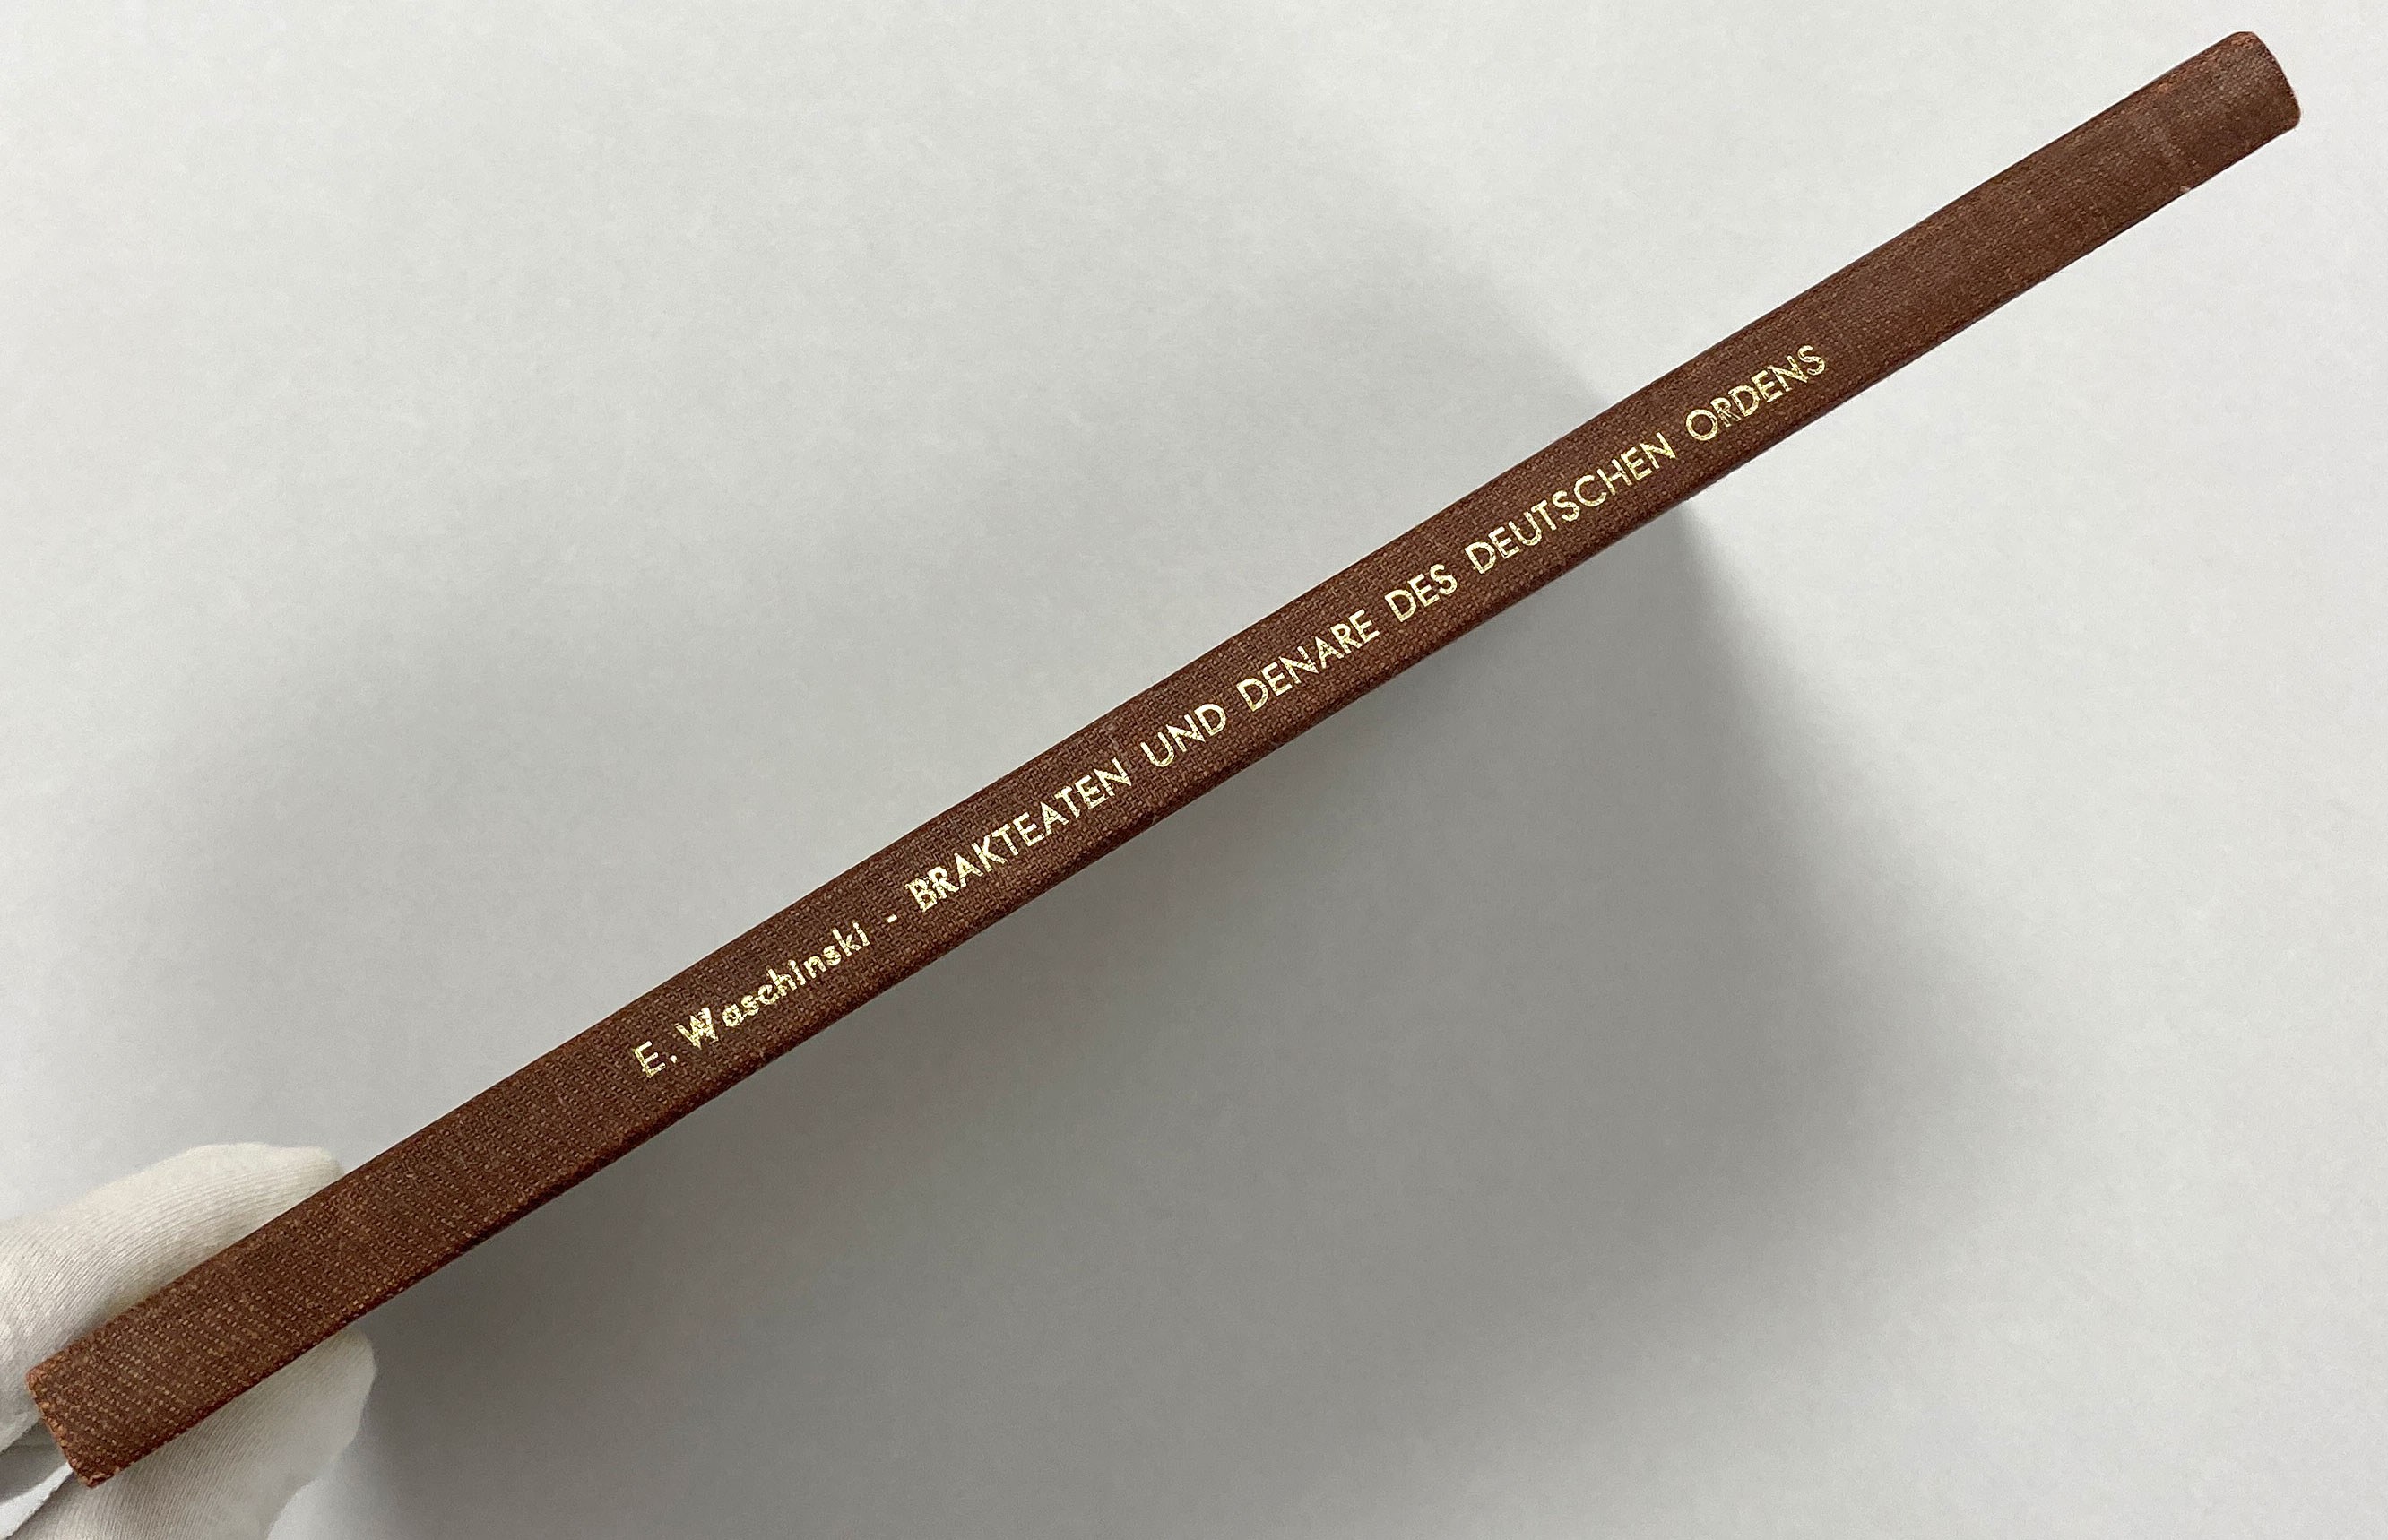 E. Waschinski - BRAKTEATEN UND DENARE DES DEUTSCHEN ORDENS